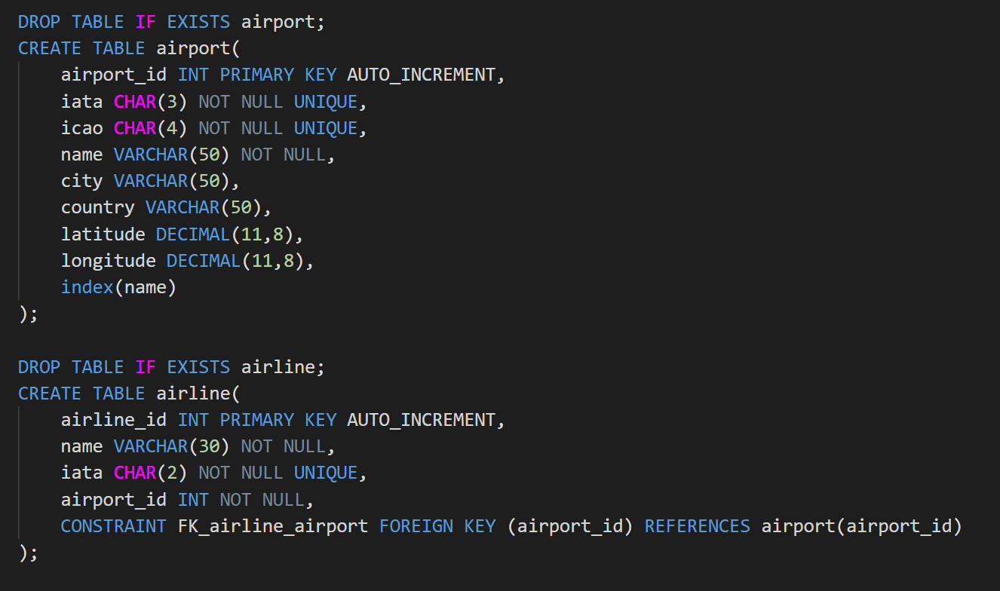 DROP TABLE IF EXISTS airport;
CREATE TABLE airport(
    airport_id INT PRIMARY KEY AUTO_INCREMENT,
    iata CHAR(3) NOT NULL UNIQUE,
    icao CHAR(4) NOT NULL UNIQUE,
    name VARCHAR(50) NOT NULL,
    city VARCHAR(50),
    country VARCHAR(50),
    latitude DECIMAL(11,8),
    longitude DECIMAL(11,8),
    index(name)
);

DROP TABLE IF EXISTS airline;
CREATE TABLE airline(
    airline_id INT PRIMARY KEY AUTO_INCREMENT,
    name VARCHAR(30) NOT NULL,
    iata CHAR(2) NOT NULL UNIQUE,
    airport_id INT NOT NULL,
    CONSTRAINT FK_airline_airport FOREIGN KEY (airport_id) REFERENCES airport(airport_id)
);